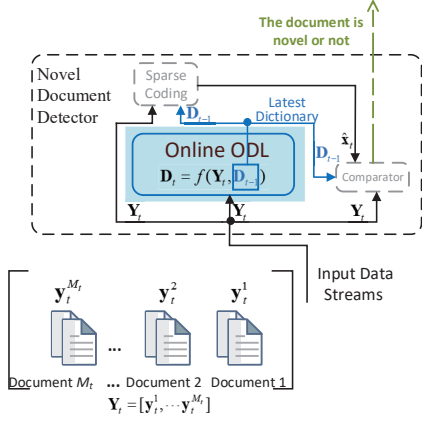 The document is
novel or not
Novel
Document
Detector
Sparse
Coding
D_{t-1}
Latest
Dictionary
x̂_t
D_{t-1}
Online ODL
D_t = f(Y_t, D_{t-1})
Comparator
Y_t
Y_t
Y_t
Input Data
Streams
y_t^{M_t}
y_t^2
y_t^1
...
Document M_t ... Document 2 Document 1
Y_t = [y_t^1, ··· y_t^{M_t}]